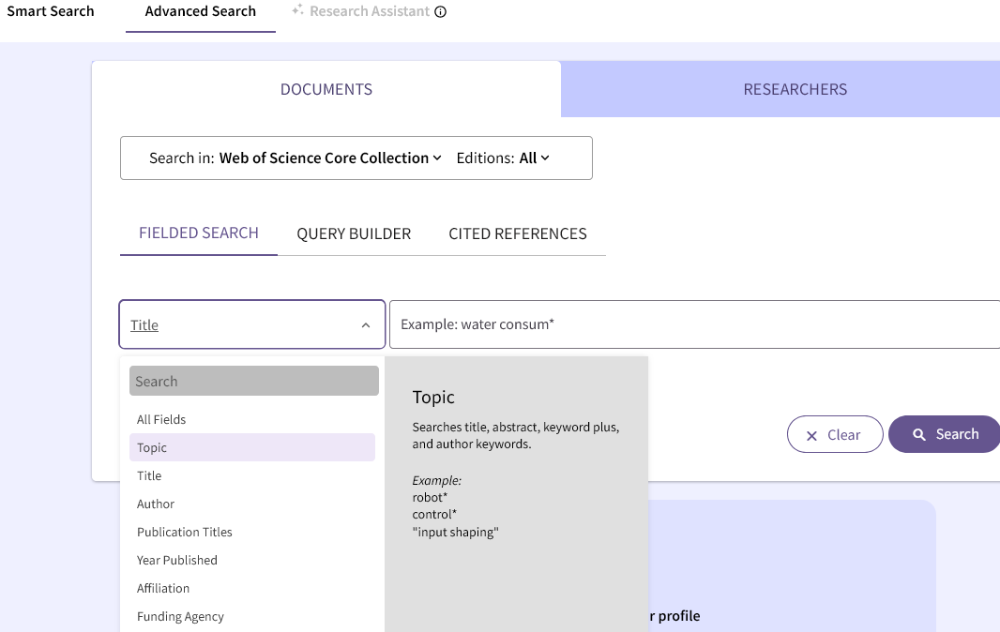 Smart Search
Advanced Search
Research Assistant
DOCUMENTS
RESEARCHERS
Search in: Web of Science Core Collection Editions: All
FIELDED SEARCH
QUERY BUILDER
CITED REFERENCES
Title
Example: water consum*
Search
All Fields
Topic
Title
Author
Publication Titles
Year Published
Affiliation
Funding Agency
Topic
Searches title, abstract, keyword plus,
and author keywords.
Example:
robot*
control*
"input shaping"
Clear
Search
r profile